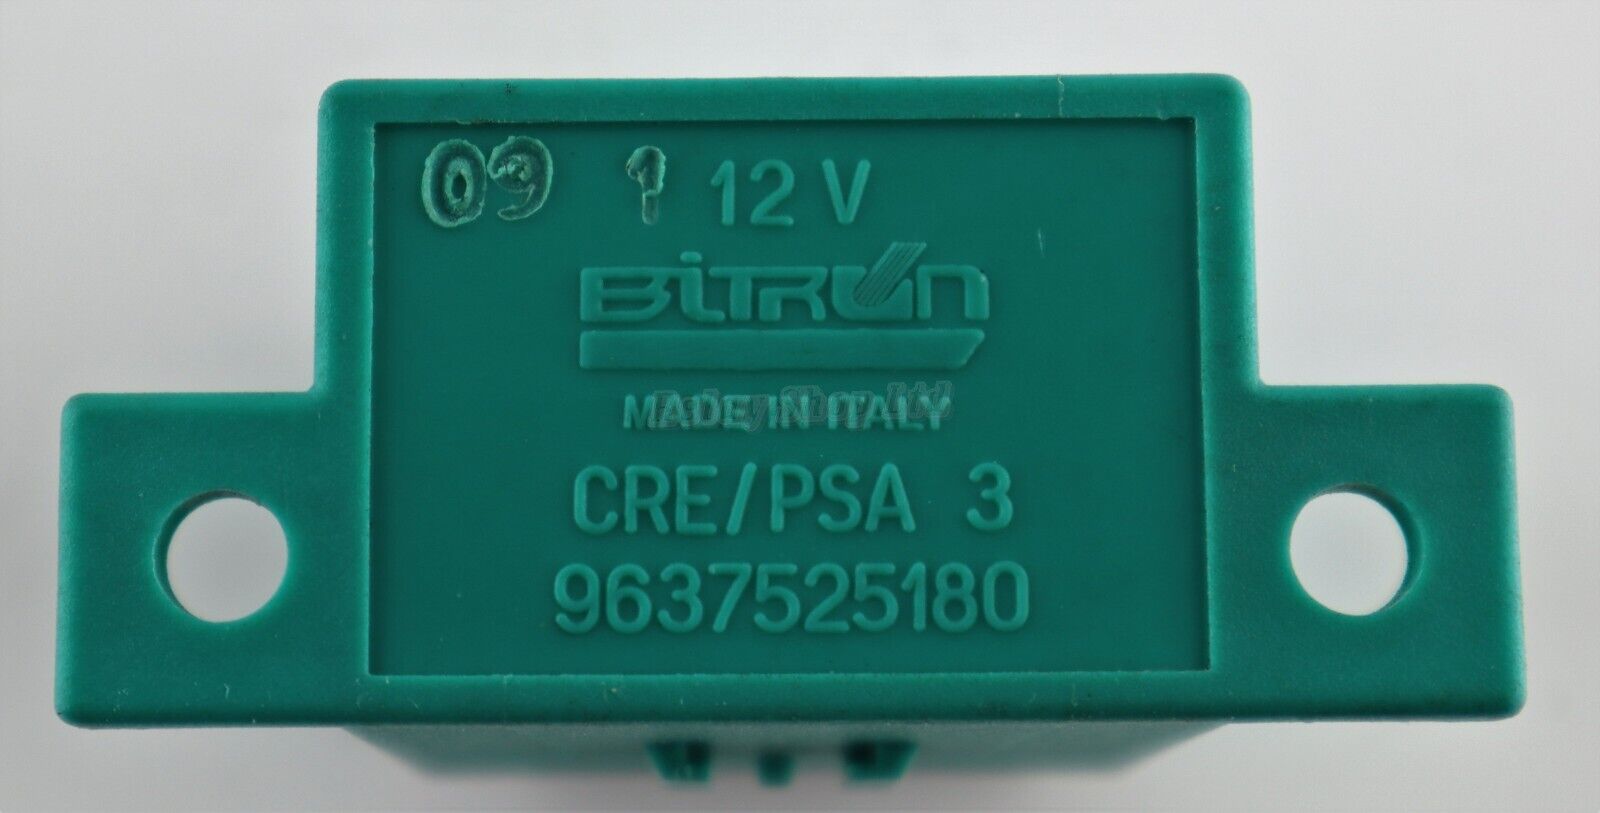 09 1 12 V
BiTRON
MADE IN ITALY
CRE/PSA 3
9637525180